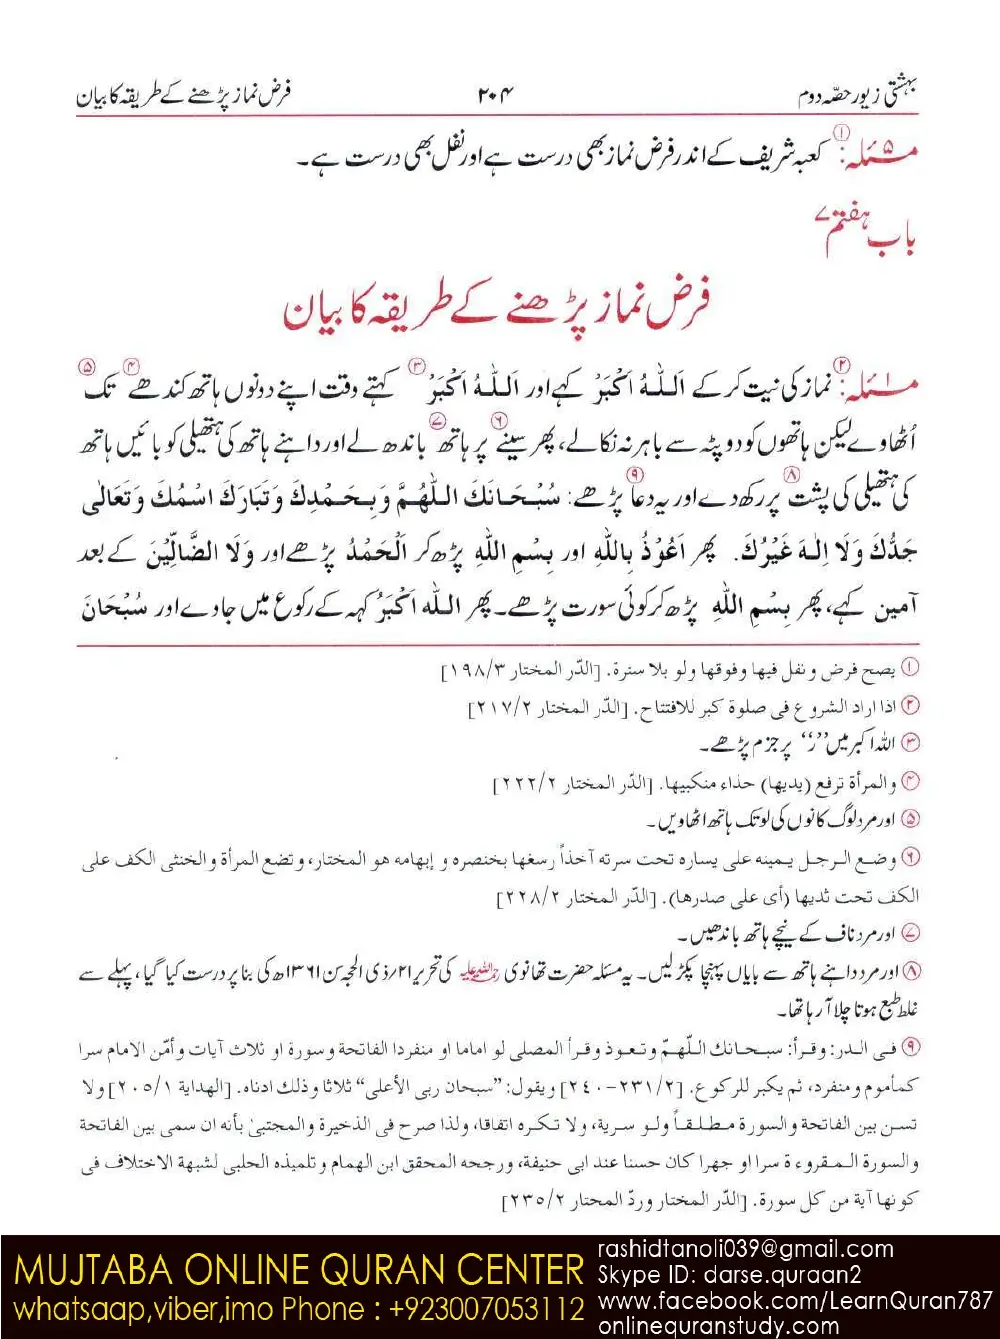 بہشتی زیور حصّہ دوم ۲۰۴ فرض نماز پڑھنے کے طریقہ کا بیان
مسئلہ ۵: ① کعبہ شریف کے اندر فرض نماز بھی درست ہے اور نفل بھی درست ہے۔
باب ہفتم ۷
فرض نماز پڑھنے کے طریقہ کا بیان
مسئلہ ۱: ② نماز کی نیت کر کے اَللّٰهُ اَكْبَرْ کہے اور اَللّٰهُ اَكْبَرْ ③ کہتے وقت اپنے دونوں ہاتھ کندھے ④ تک ⑤
اُٹھاوے لیکن ہاتھوں کو دوپٹہ سے باہر نہ نکالے، پھر سینے ⑥ پر ہاتھ ⑦ باندھ لے اور داہنے ہاتھ کی ہتھیلی کو بائیں ہاتھ
کی ہتھیلی کی پشت ⑧ پر رکھ دے اور یہ دعا ⑨ پڑھے: سُبْحَانَكَ اللّٰهُمَّ وَبِحَمْدِكَ وَتَبَارَكَ اسْمُكَ وَتَعَالٰى
جَدُّكَ وَلَا اِلٰهَ غَيْرُكَ. پھر اَعُوْذُ بِاللّٰهِ اور بِسْمِ اللّٰهِ پڑھ کر اَلْحَمْدُ پڑھے اور وَلَا الضَّالِّيْنَ کے بعد
آمین کہے، پھر بِسْمِ اللّٰهِ پڑھ کر کوئی سورت پڑھے۔ پھر اَللّٰه اَكْبَرُ کہہ کے رکوع میں جاوے اور سُبْحَانَ
① يصح فرض و نفل فيها وفوقها ولو بلا سترة. [الدّر المختار ۱۹۸/۳]
② اذا اراد الشروع فی صلوة كبر للافتتاح. [الدّر المختار ۲۱۷/۲]
③ اللہ اکبر میں ”ر“ پر جزم پڑھے۔
④ والمرأة ترفع (يديها) حذاء منكبيها. [الدّر المختار ۲۲۲/۲]
⑤ اور مرد لوگ کانوں کی لو تک ہاتھ اٹھاویں۔
⑥ وضع الرجل يمينه على يساره تحت سرته آخذاً رسغها بخنصره و إبهامه هو المختار، وتضع المرأة والخنثى الكف على
الكف تحت ثديها (أى على صدرها). [الدّر المختار ۲۲۸/۲]
⑦ اور مرد ناف کے نیچے ہاتھ باندھیں۔
⑧ اور مرد داہنے ہاتھ سے بایاں پہنچا پکڑ لیں۔ یہ مسئلہ حضرت تھانوی رحمۃ اللہ علیہ کی تحریر ۲۱؍ذی الحجہ سن ۱۳۶۱ھ کی بنا پر درست کیا گیا، پہلے سے
غلط طبع ہوتا چلا آ رہا تھا۔
⑨ فی الدر: وقرأ: سبحانك اللّهمّ وتعوذ وقرأ المصلى لو اماما او منفردا الفاتحة وسورة او ثلاث آيات وأمّن الامام سرا
كمأموم ومنفرد، ثم يكبر للركوع. [۲۳۱/۲-۲۴۰] ويقول: ”سبحان ربى الأعلى“ ثلاثا وذلك ادناه. [الهداية ۲۰۵/۱] ولا
تسن بين الفاتحة والسورة مطلقاً ولو سرية، ولا تكره اتفاقا، ولذا صرح فى الذخيرة والمجتبىٰ بأنه ان سمى بين الفاتحة
والسورة المقروءة سرا او جهرا كان حسنا عند ابى حنيفة، ورجحه المحقق ابن الهمام وتلميذه الحلبى لشبهة الاختلاف فى
كونها آية من كل سورة. [الدّر المختار وردّ المحتار ۲۳۵/۲]
MUJTABA ONLINE QURAN CENTER
whatsaap,viber,imo Phone : +923007053112
rashidtanoli039@gmail.com
Skype ID: darse.quraan2
www.facebook.com/LearnQuran787
onlinequranstudy.com